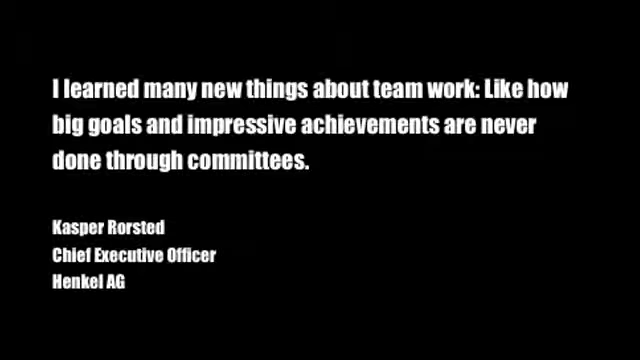 I learned many new things about team work: Like how
big goals and impressive achievements are never
done through committees.
Kasper Rorsted
Chief Executive Officer
Henkel AG